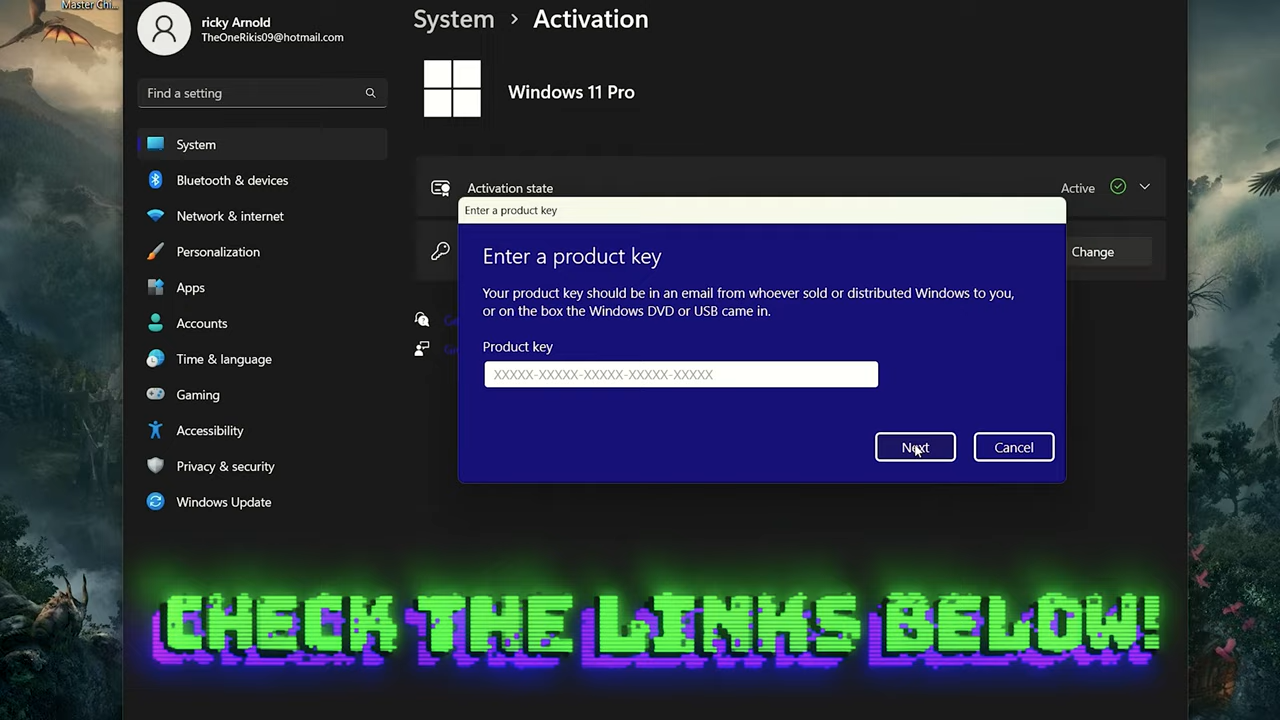 Master Chi...
ricky Arnold
TheOneRikis09@hotmail.com
Find a setting
System
Bluetooth & devices
Network & internet
Personalization
Apps
Accounts
Time & language
Gaming
Accessibility
Privacy & security
Windows Update
System > Activation
Windows 11 Pro
Activation state
Active
Change
Enter a product key
Enter a product key
Your product key should be in an email from whoever sold or distributed Windows to you,
or on the box the Windows DVD or USB came in.
Product key
XXXXX-XXXXX-XXXXX-XXXXX-XXXXX
Next
Cancel
CHECK THE LINKS BELOW!